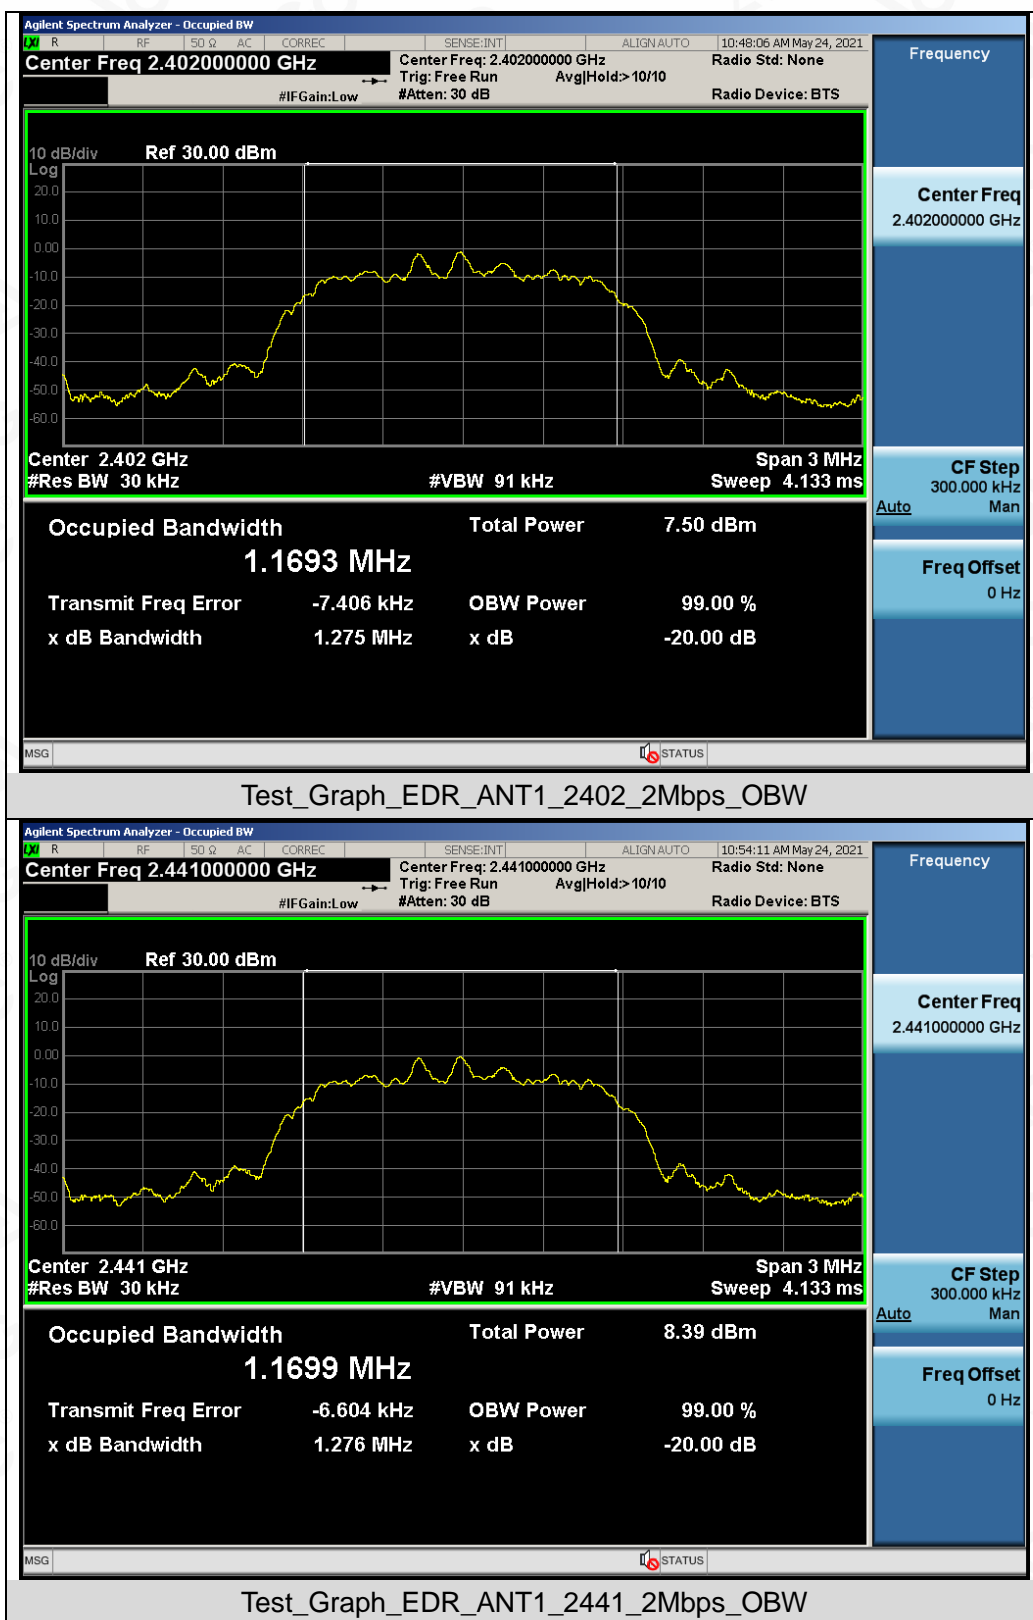 Agilent Spectrum Analyzer - Occupied BW
LXI R RF 50 Ω AC CORREC SENSE:INT ALIGN AUTO 10:48:06 AM May 24, 2021
Center Freq 2.402000000 GHz Center Freq: 2.402000000 GHz Radio Std: None
Trig: Free Run Avg|Hold:> 10/10
#IFGain:Low #Atten: 30 dB Radio Device: BTS
Frequency
10 dB/div Ref 30.00 dBm
Log
20.0
10.0
0.00
-10.0
-20.0
-30.0
-40.0
-50.0
-60.0
Center 2.402 GHz Span 3 MHz
#Res BW 30 kHz #VBW 91 kHz Sweep 4.133 ms
Center Freq
2.402000000 GHz
CF Step
300.000 kHz
Auto Man
Freq Offset
0 Hz
Occupied Bandwidth Total Power 7.50 dBm
1.1693 MHz
Transmit Freq Error -7.406 kHz OBW Power 99.00 %
x dB Bandwidth 1.275 MHz x dB -20.00 dB
MSG STATUS
Test_Graph_EDR_ANT1_2402_2Mbps_OBW
Agilent Spectrum Analyzer - Occupied BW
LXI R RF 50 Ω AC CORREC SENSE:INT ALIGN AUTO 10:54:11 AM May 24, 2021
Center Freq 2.441000000 GHz Center Freq: 2.441000000 GHz Radio Std: None
Trig: Free Run Avg|Hold:> 10/10
#IFGain:Low #Atten: 30 dB Radio Device: BTS
Frequency
10 dB/div Ref 30.00 dBm
Log
20.0
10.0
0.00
-10.0
-20.0
-30.0
-40.0
-50.0
-60.0
Center 2.441 GHz Span 3 MHz
#Res BW 30 kHz #VBW 91 kHz Sweep 4.133 ms
Center Freq
2.441000000 GHz
CF Step
300.000 kHz
Auto Man
Freq Offset
0 Hz
Occupied Bandwidth Total Power 8.39 dBm
1.1699 MHz
Transmit Freq Error -6.604 kHz OBW Power 99.00 %
x dB Bandwidth 1.276 MHz x dB -20.00 dB
MSG STATUS
Test_Graph_EDR_ANT1_2441_2Mbps_OBW